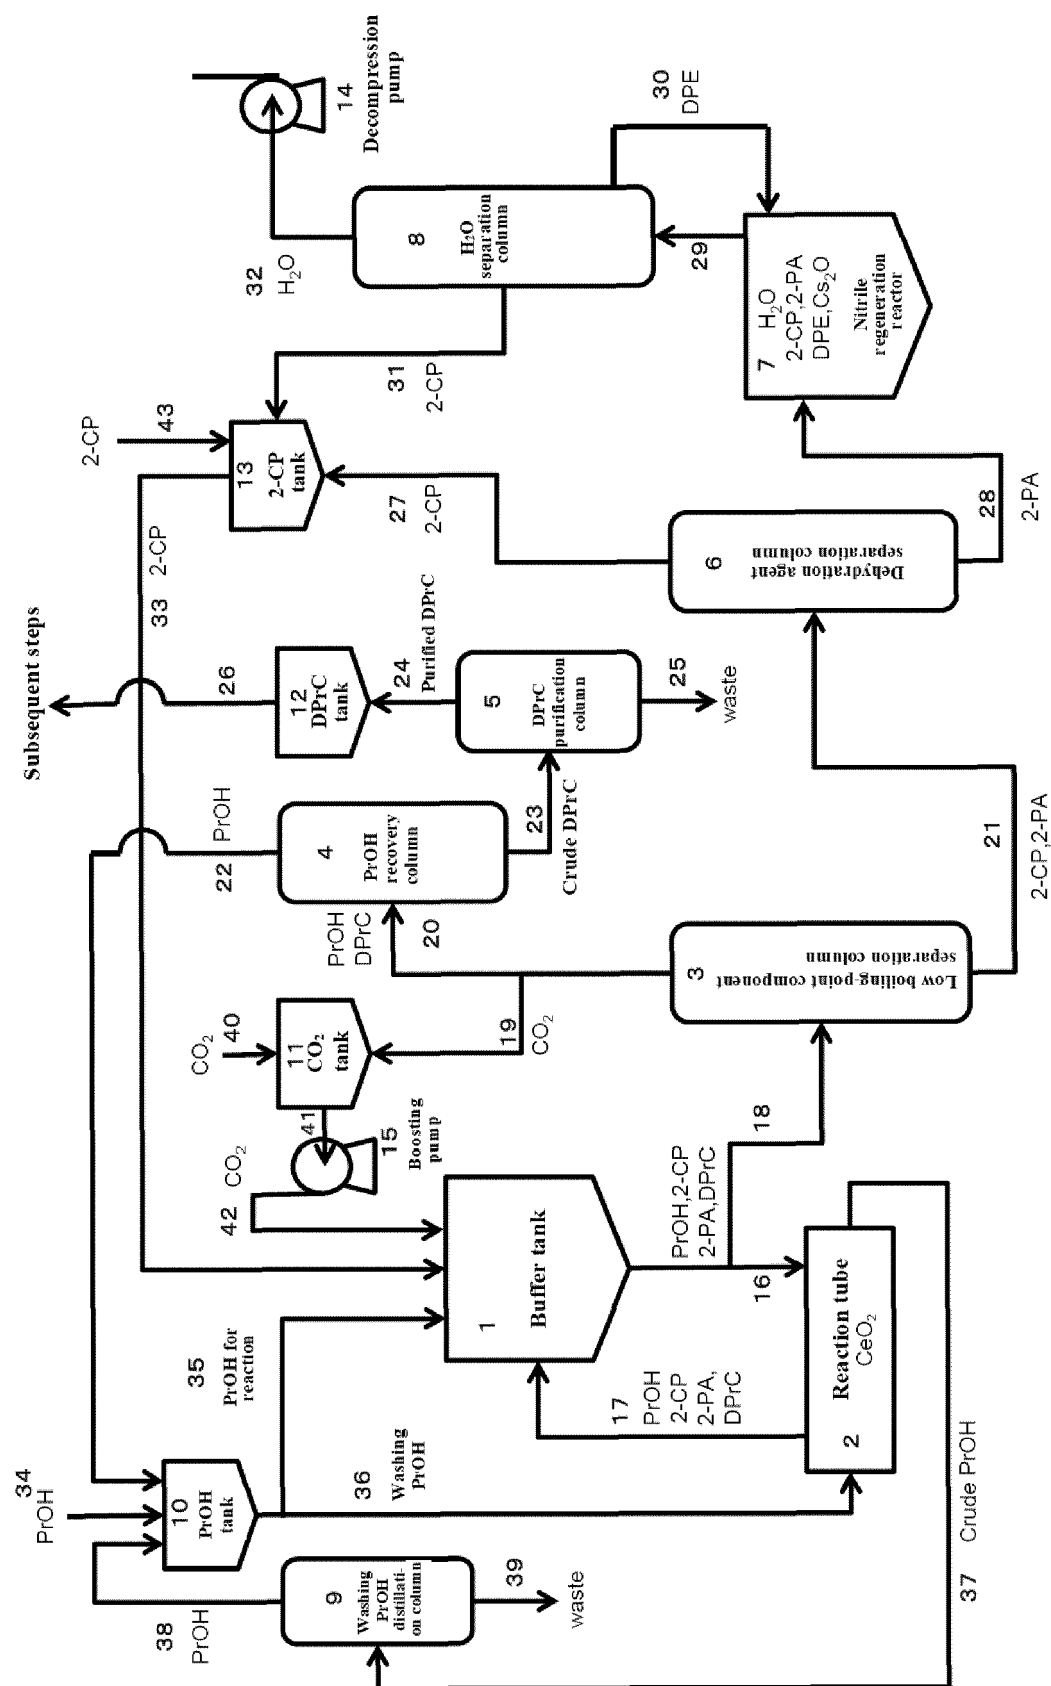 34
PrOH
10
PrOH
tank
38
PrOH
9
Washing
PrOH
distillati-
on column
39
waste
37
Crude PrOH
36
Washing
PrOH
35
PrOH for
reaction
17
PrOH
2-CP
2-PA,
DPrC
2
Reaction tube
CeO₂
16
1
Buffer tank
PrOH,2-CP
2-PA,DPrC
18
42
CO₂
15
Boosting
pump
41
11
CO₂
tank
CO₂
40
19
CO₂
3
Low boiling-point component
separation column
20
PrOH
DPrC
4
PrOH
recovery
column
22
PrOH
23
Crude DPrC
21
2-CP,2-PA
5
DPrC
purification
column
24
Purified DPrC
25
waste
12
DPrC
tank
26
Subsequent steps
33
2-CP
6
Dehydration agent
separation column
27
2-CP
28
2-PA
13
2-CP
tank
2-CP
43
31
2-CP
7
H₂O
2-CP,2-PA
DPE,Cs₂O
Nitrile
regeneration
reactor
29
8
H₂O
separation
column
30
DPE
32
H₂O
14
Decompression
pump